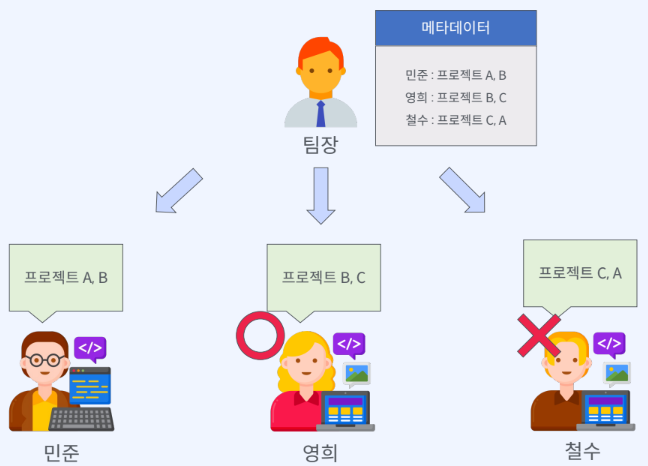 메타데이터
민준 : 프로젝트 A, B
영희 : 프로젝트 B, C
철수 : 프로젝트 C, A
팀장
프로젝트 A, B
프로젝트 B, C
프로젝트 C, A
</>
</>
</>
민준
영희
철수